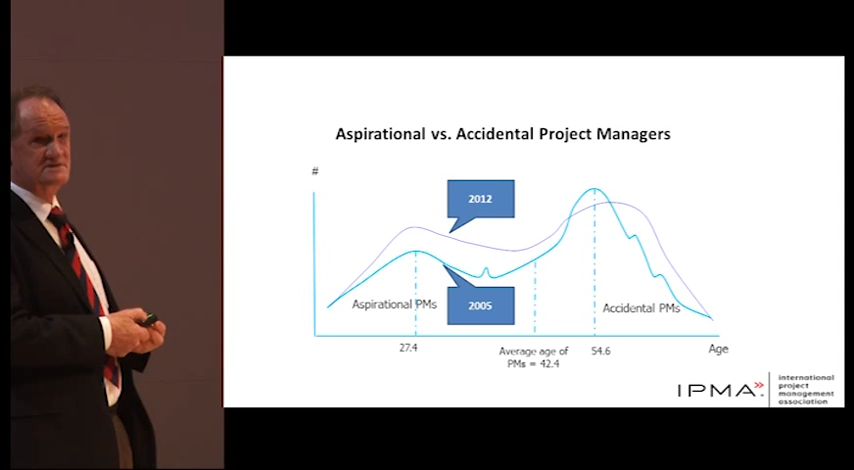 Aspirational vs. Accidental Project Managers
#
2012
2005
Aspirational PMs
Accidental PMs
27.4
Average age of
PMs = 42.4
54.6
Age
IPMA
international
project
management
association